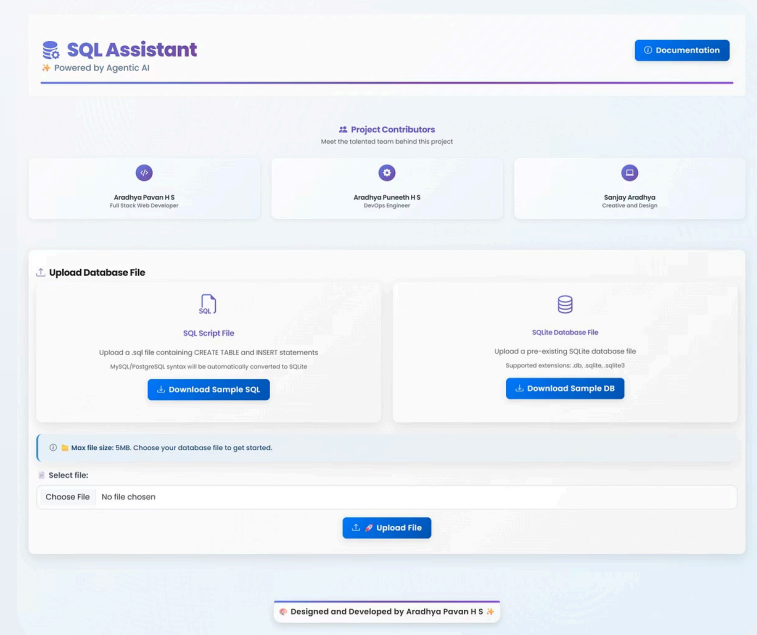 SQL Assistant
✨ Powered by Agentic AI
Documentation
Project Contributors
Meet the talented team behind this project
Aradhya Pavan H S
Full Stack Web Developer
Aradhya Puneeth H S
DevOps Engineer
Sanjay Aradhya
Creative and Design
Upload Database File
SQL
SQL Script File
Upload a .sql file containing CREATE TABLE and INSERT statements
MySQL/PostgreSQL syntax will be automatically converted to SQLite
Download Sample SQL
SQLite Database File
Upload a pre-existing SQLite database file
Supported extensions: .db, .sqlite, .sqlite3
Download Sample DB
📁 Max file size: 5MB. Choose your database file to get started.
Select file:
Choose File No file chosen
🚀 Upload File
Designed and Developed by Aradhya Pavan H S ✨